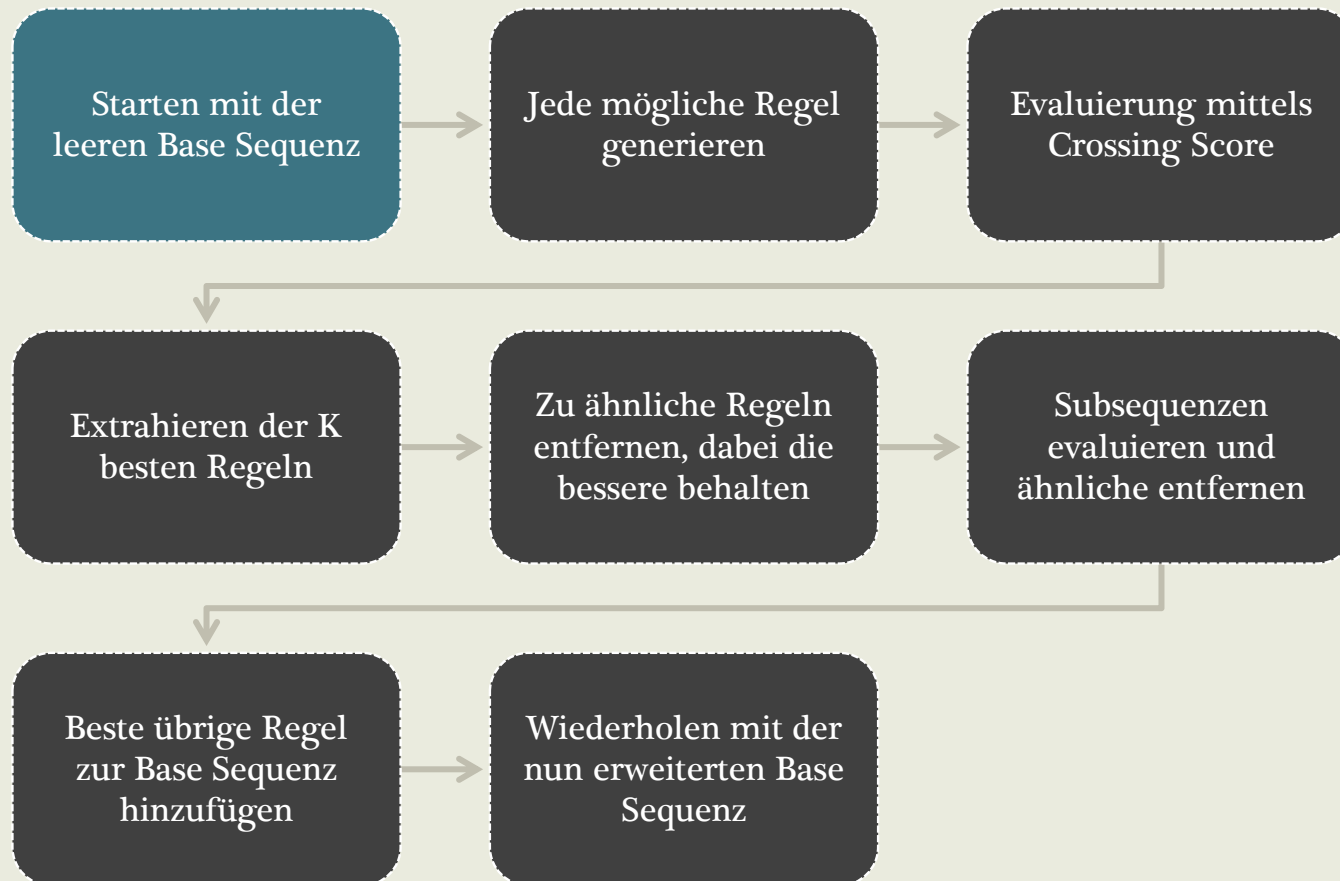 Starten mit der
leeren Base Sequenz
Jede mögliche Regel
generieren
Evaluierung mittels
Crossing Score
Extrahieren der K
besten Regeln
Zu ähnliche Regeln
entfernen, dabei die
bessere behalten
Subsequenzen
evaluieren und
ähnliche entfernen
Beste übrige Regel
zur Base Sequenz
hinzufügen
Wiederholen mit der
nun erweiterten Base
Sequenz